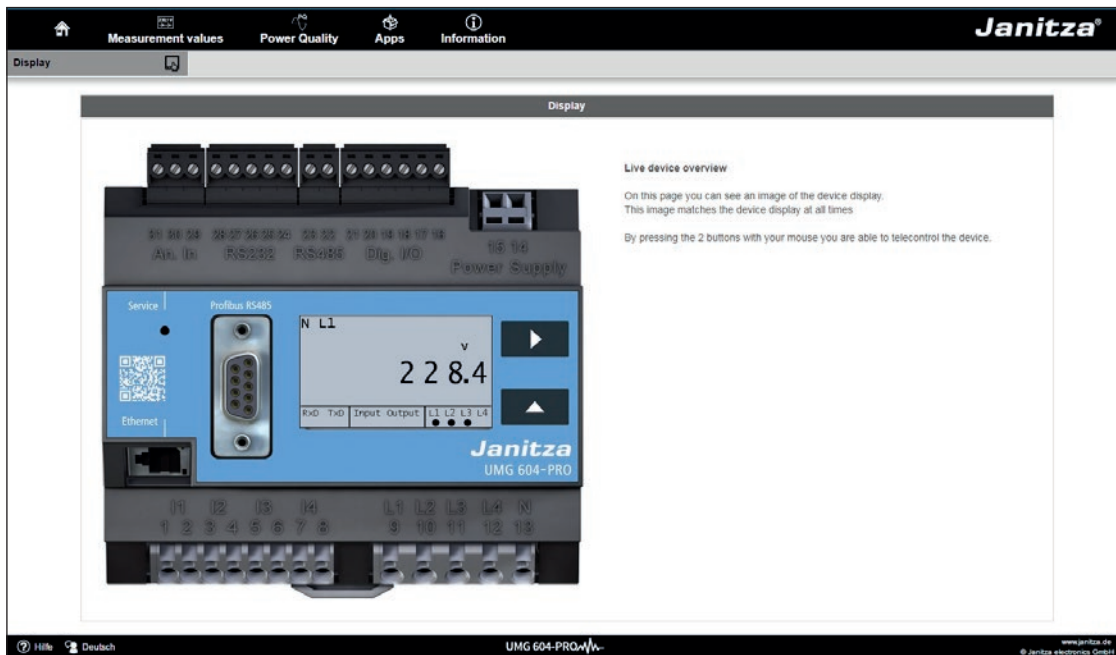 Measurement values Power Quality Apps Information
Janitza®
Display
Display
Live device overview
On this page you can see an image of the device display.
This image matches the device display at all times
By pressing the 2 buttons with your mouse you are able to telecontrol the device.
An. In RS232 RS485 Dig. I/O
15 14
Power Supply
Service
Profibus RS485
N L1
V
228.4
RxD TxD Input Output L1 L2 L3 L4
Ethernet
Janitza
UMG 604-PRO
I1 I2 I3 I4 L1 L2 L3 L4 N
1 2 3 4 5 6 7 8 9 10 11 12 13
Hilfe Deutsch
UMG 604-PRO
www.janitza.de
© Janitza electronics GmbH